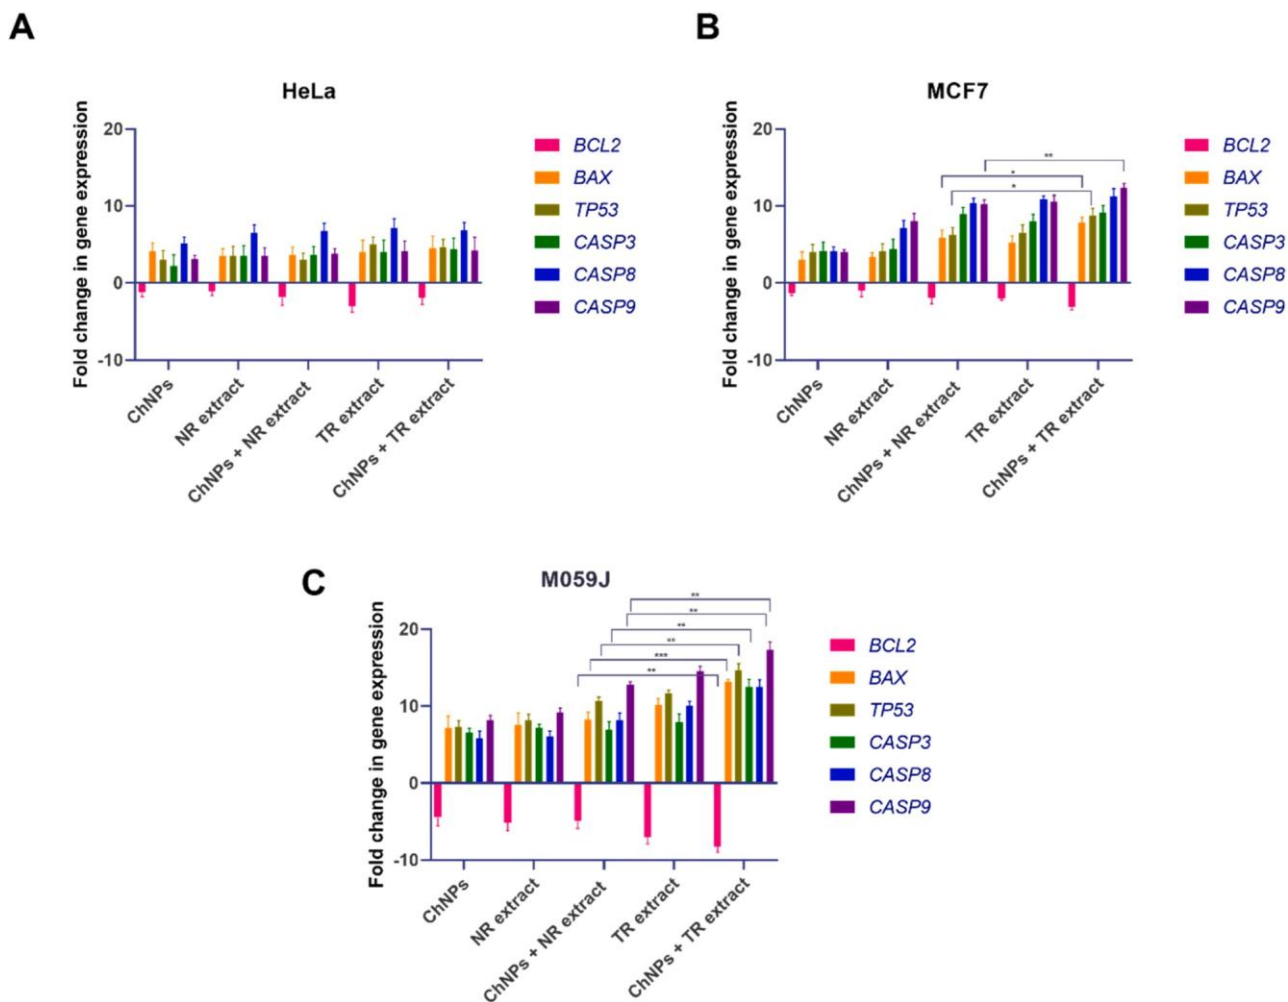 A
HeLa
Fold change in gene expression
20
10
0
-10
ChNPs
NR extract
ChNPs + NR extract
TR extract
ChNPs + TR extract
BCL2
BAX
TP53
CASP3
CASP8
CASP9
B
MCF7
Fold change in gene expression
20
10
0
-10
**
*
*
ChNPs
NR extract
ChNPs + NR extract
TR extract
ChNPs + TR extract
BCL2
BAX
TP53
CASP3
CASP8
CASP9
C
M059J
Fold change in gene expression
20
10
0
-10
**
**
**
**
***
**
ChNPs
NR extract
ChNPs + NR extract
TR extract
ChNPs + TR extract
BCL2
BAX
TP53
CASP3
CASP8
CASP9